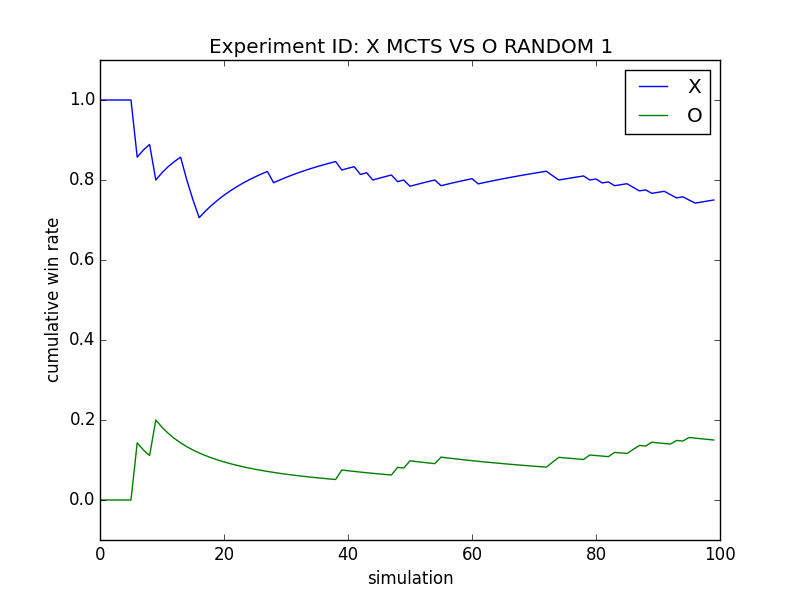 Experiment ID: X MCTS VS O RANDOM 1
X
O
1.0
0.8
0.6
0.4
0.2
0.0
cumulative win rate
0 20 40 60 80 100
simulation